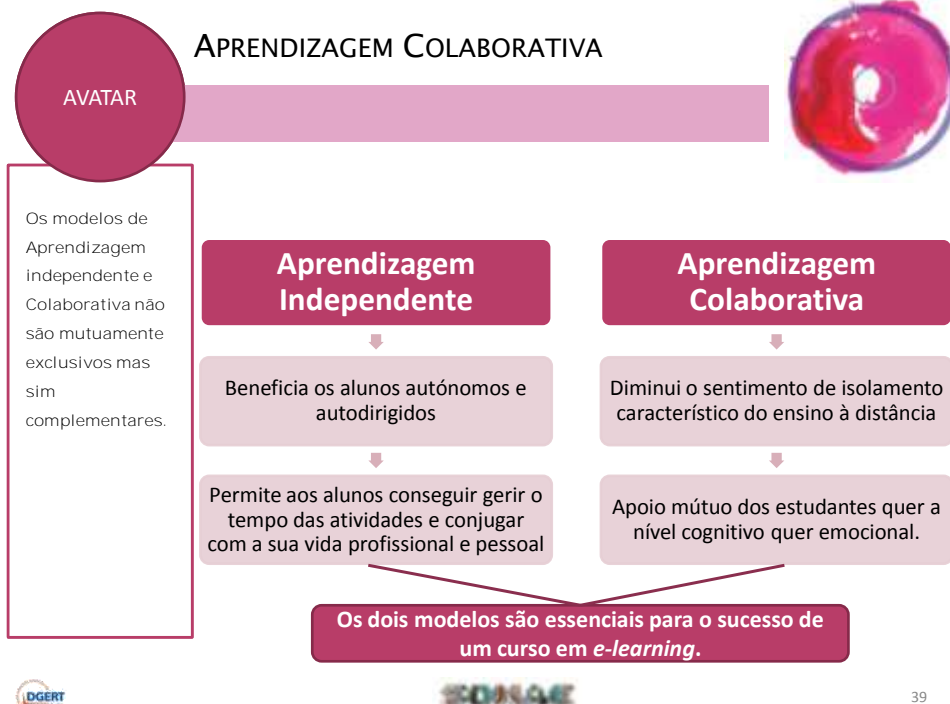 APRENDIZAGEM COLABORATIVA
AVATAR
Os modelos de
Aprendizagem
independente e
Colaborativa não
são mutuamente
exclusivos mas
sim
complementares.
Aprendizagem
Independente
Beneficia os alunos autónomos e
autodirigidos
Permite aos alunos conseguir gerir o
tempo das atividades e conjugar
com a sua vida profissional e pessoal
Aprendizagem
Colaborativa
Diminui o sentimento de isolamento
característico do ensino à distância
Apoio mútuo dos estudantes quer a
nível cognitivo quer emocional.
Os dois modelos são essenciais para o sucesso de
um curso em e-learning.
DGERT
39